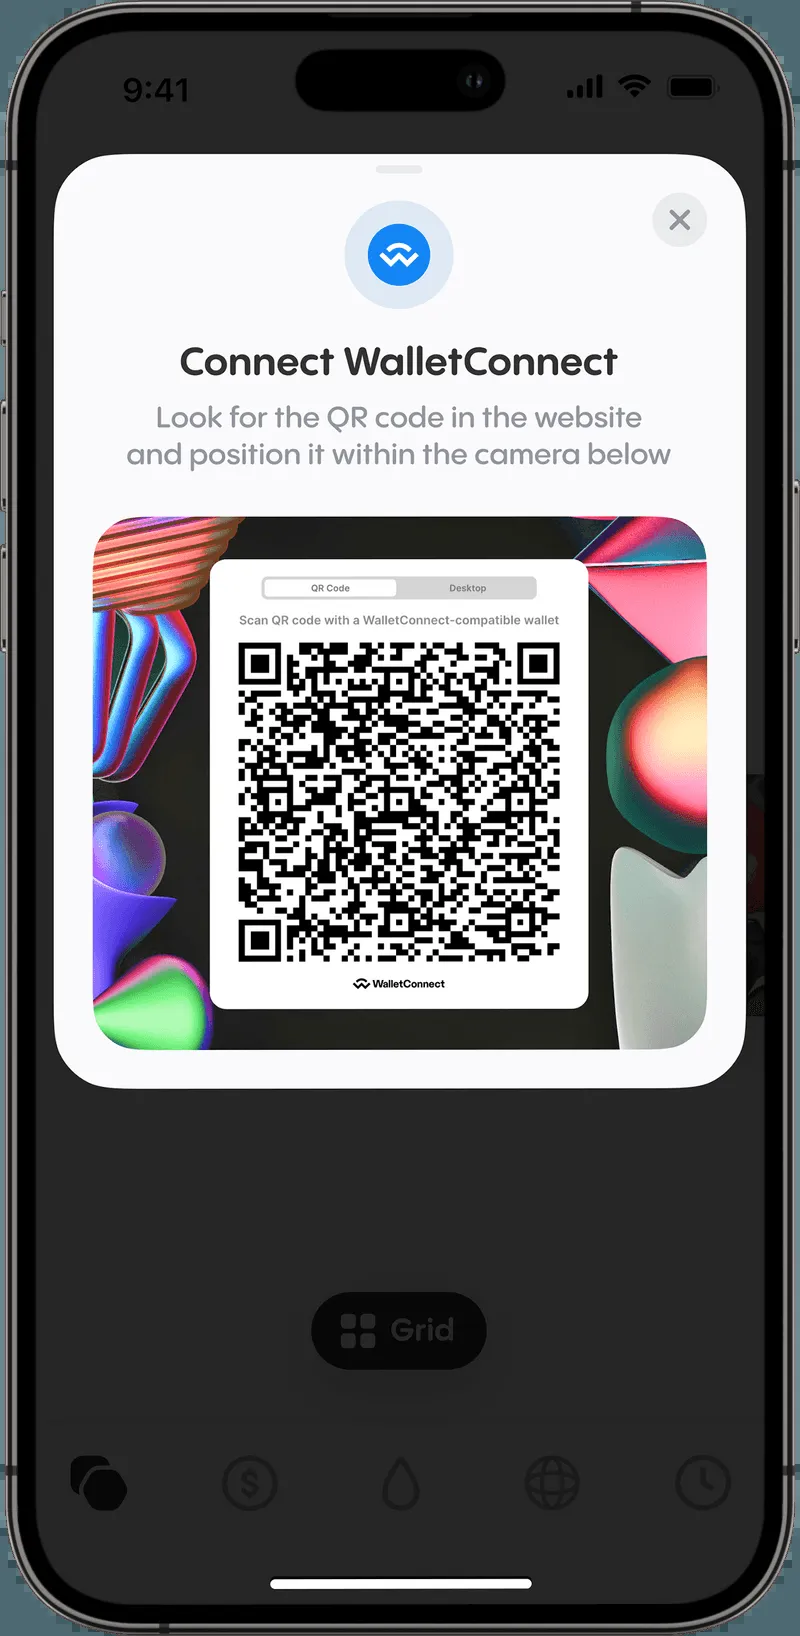 9:41
Connect WalletConnect
Look for the QR code in the website
and position it within the camera below
QR Code
Desktop
Scan QR code with a WalletConnect-compatible wallet
WalletConnect
Grid